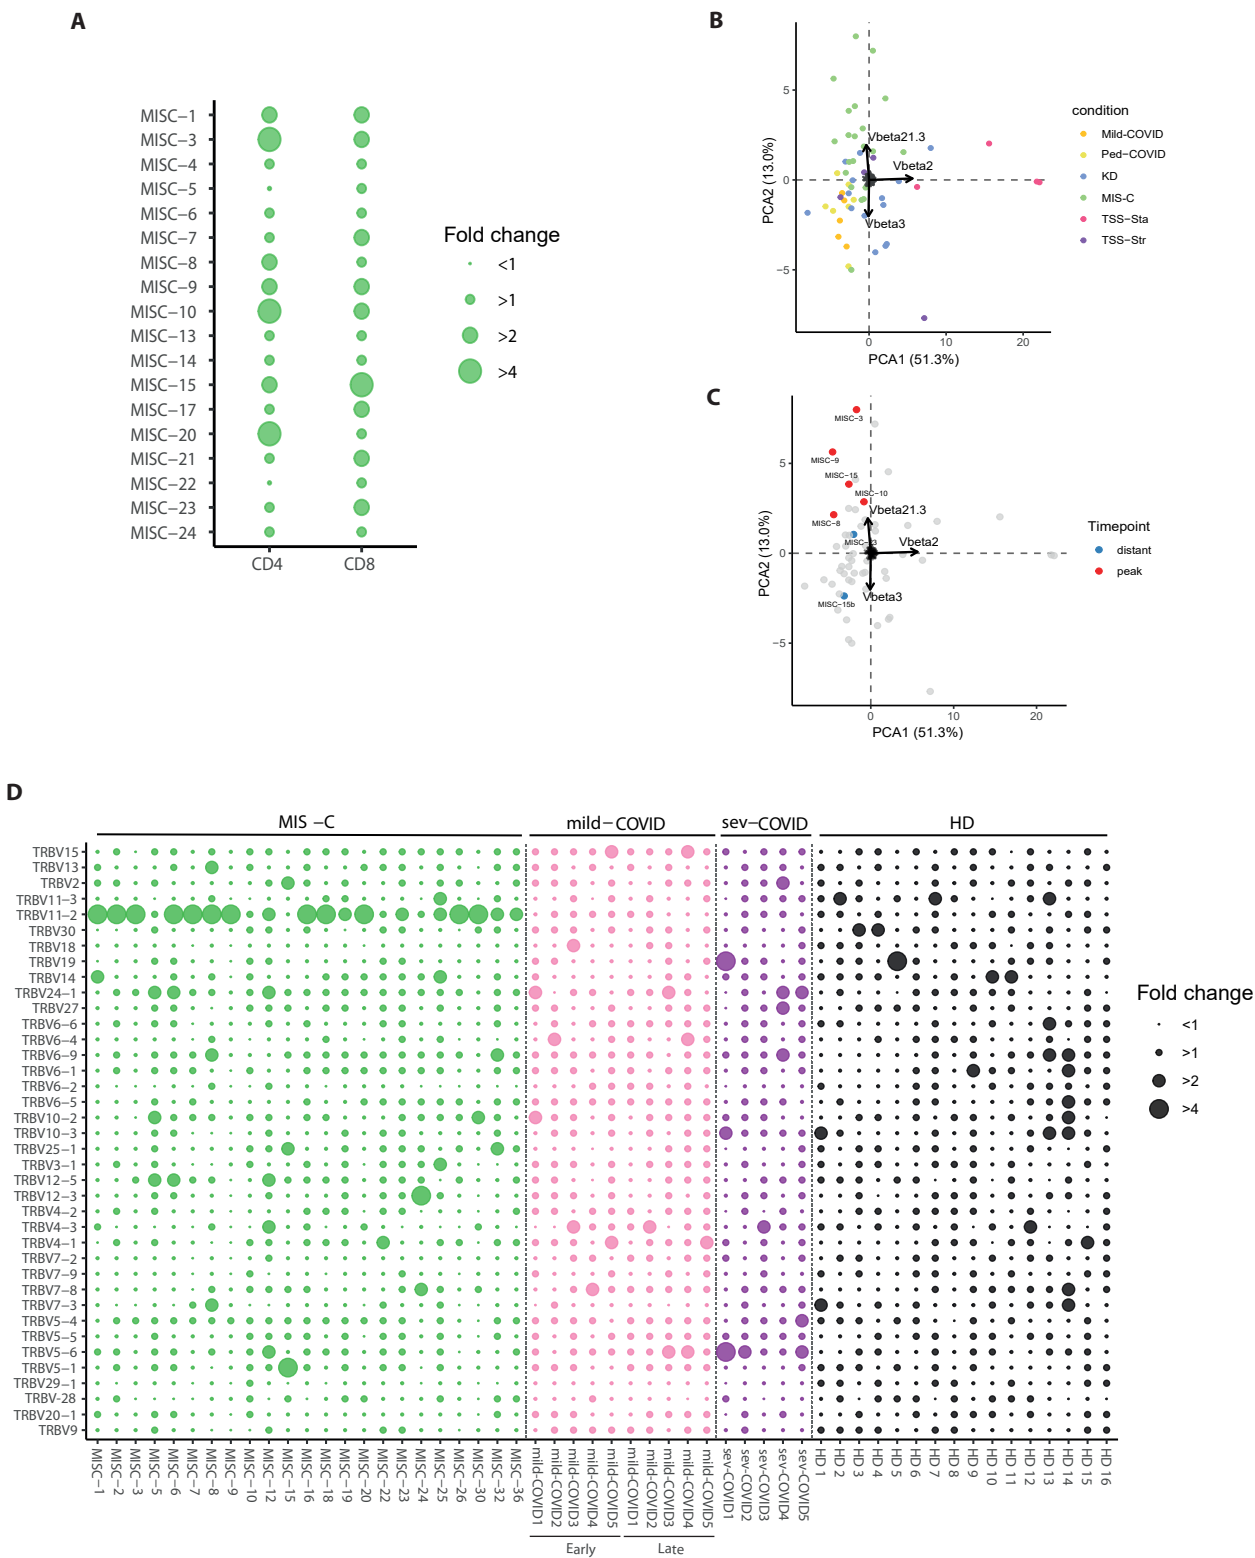 A
MISC−1
MISC−3
MISC−4
MISC−5
MISC−6
MISC−7
MISC−8
MISC−9
MISC−10
MISC−13
MISC−14
MISC−15
MISC−17
MISC−20
MISC−21
MISC−22
MISC−23
MISC−24
CD4 CD8
Fold change
<1
>1
>2
>4
B
PCA2 (13.0%)
5
0
−5
Vbeta21.3
Vbeta2
Vbeta3
0 10 20
PCA1 (51.3%)
condition
Mild−COVID
Ped−COVID
KD
MIS−C
TSS−Sta
TSS−Str
C
PCA2 (13.0%)
5
0
−5
MISC−3
MISC−9
MISC−15
MISC−10
MISC−8
Vbeta21.3
Vbeta2
MISC−23
MISC−15b
Vbeta3
0 10 20
PCA1 (51.3%)
Timepoint
distant
peak
D
MIS −C mild−COVID sev−COVID HD
TRBV15
TRBV13
TRBV2
TRBV11−3
TRBV11−2
TRBV30
TRBV18
TRBV19
TRBV14
TRBV24−1
TRBV27
TRBV6−6
TRBV6−4
TRBV6−9
TRBV6−1
TRBV6−2
TRBV6−5
TRBV10−2
TRBV10−3
TRBV25−1
TRBV3−1
TRBV12−5
TRBV12−3
TRBV4−2
TRBV4−3
TRBV4−1
TRBV7−2
TRBV7−9
TRBV7−8
TRBV7−3
TRBV5−4
TRBV5−5
TRBV5−6
TRBV5−1
TRBV29−1
TRBV-28
TRBV20−1
TRBV9
MISC−1 MISC−2 MISC−3 MISC−5 MISC−6 MISC−7 MISC−8 MISC−9 MISC−10 MISC−12 MISC−15 MISC−16 MISC−18 MISC−19 MISC−20 MISC−22 MISC−23 MISC−24 MISC−25 MISC−26 MISC−30 MISC−32 MISC−36 mild-COVID1 mild-COVID2 mild-COVID3 mild-COVID4 mild-COVID5 mild-COVID1 mild-COVID2 mild-COVID3 mild-COVID4 mild-COVID5 sev-COVID1 sev-COVID2 sev-COVID3 sev-COVID4 sev-COVID5 HD 1 HD 2 HD 3 HD 4 HD 5 HD 6 HD 7 HD 8 HD 9 HD 10 HD 11 HD 12 HD 13 HD 14 HD 15 HD 16
Early Late
Fold change
<1
>1
>2
>4